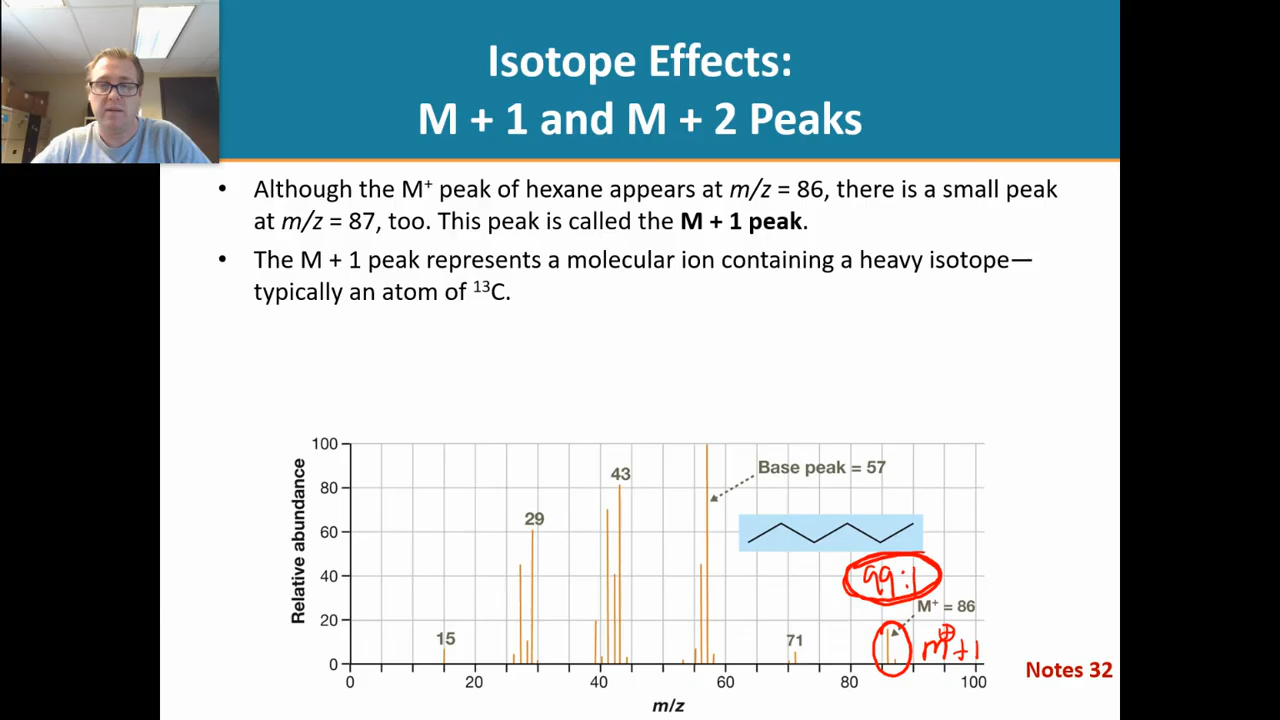 Isotope Effects:
M + 1 and M + 2 Peaks
• Although the M⁺ peak of hexane appears at m/z = 86, there is a small peak
at m/z = 87, too. This peak is called the M + 1 peak.
• The M + 1 peak represents a molecular ion containing a heavy isotope—
typically an atom of ¹³C.
Relative abundance
100
80
60
40
20
0
15
29
43
Base peak = 57
71
99:1
M⁺ = 86
m⊕+1
0 20 40 60 80 100
m/z
Notes 32